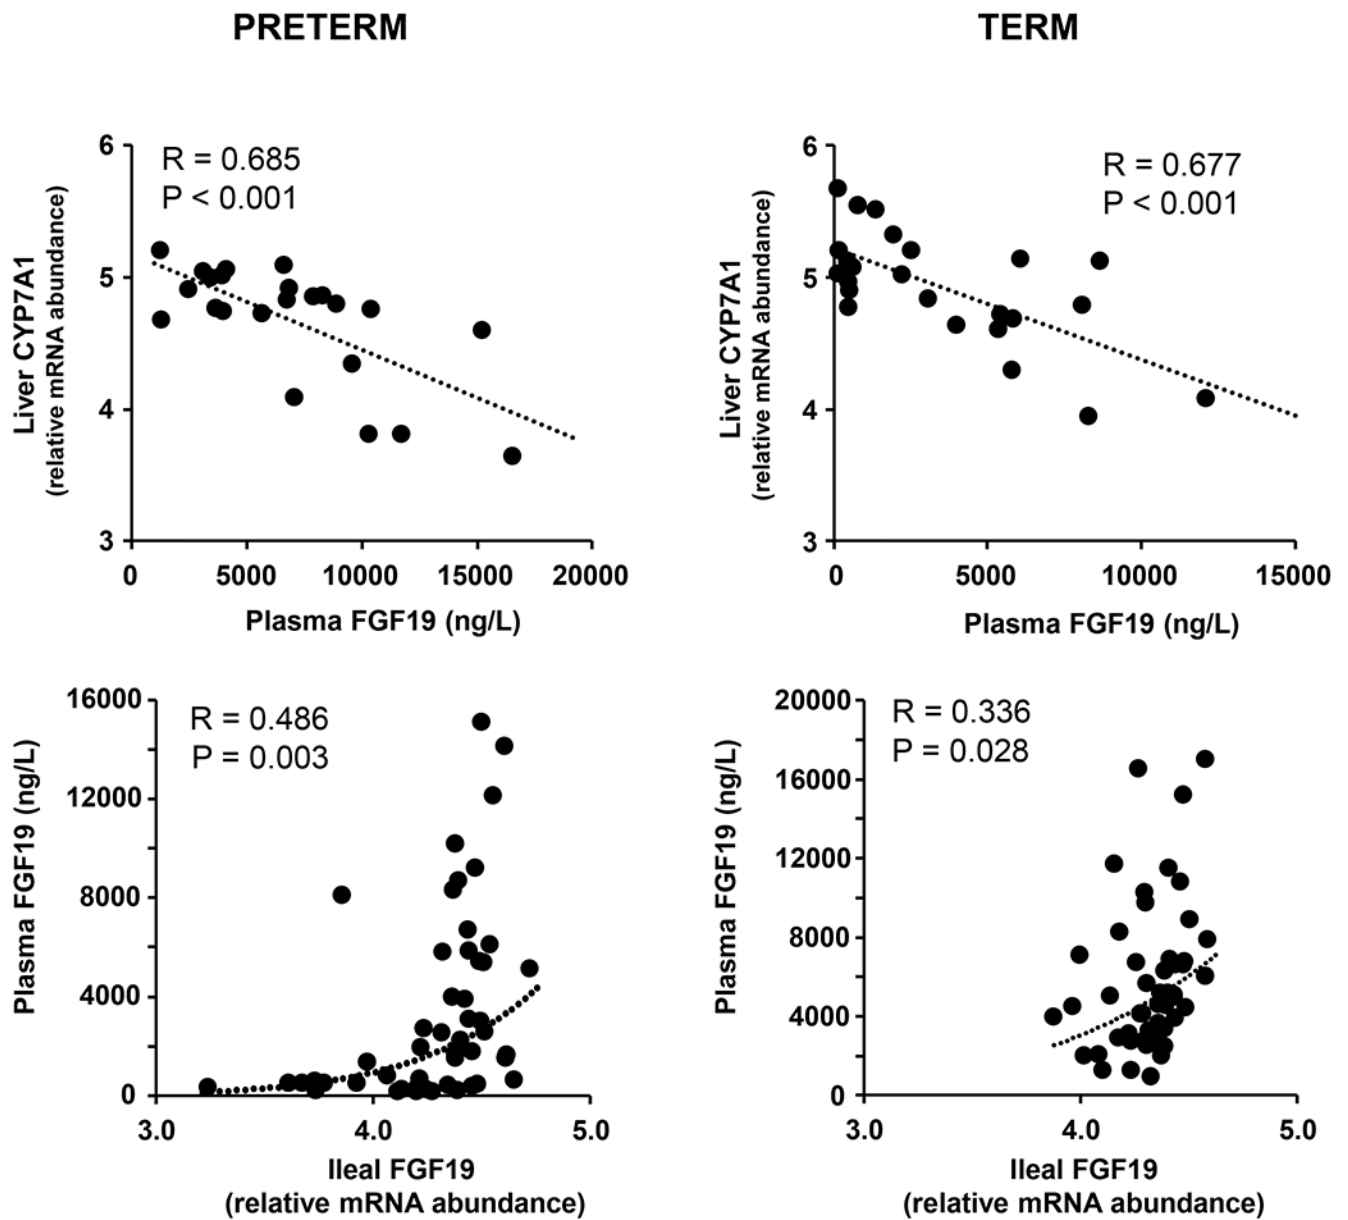 PRETERM
TERM
Liver CYP7A1
(relative mRNA abundance)
6
5
4
3
R = 0.685
P < 0.001
0 5000 10000 15000 20000
Plasma FGF19 (ng/L)
Liver CYP7A1
(relative mRNA abundance)
6
5
4
3
R = 0.677
P < 0.001
0 5000 10000 15000
Plasma FGF19 (ng/L)
Plasma FGF19 (ng/L)
16000
12000
8000
4000
0
R = 0.486
P = 0.003
3.0 4.0 5.0
Ileal FGF19
(relative mRNA abundance)
Plasma FGF19 (ng/L)
20000
16000
12000
8000
4000
0
R = 0.336
P = 0.028
3.0 4.0 5.0
Ileal FGF19
(relative mRNA abundance)